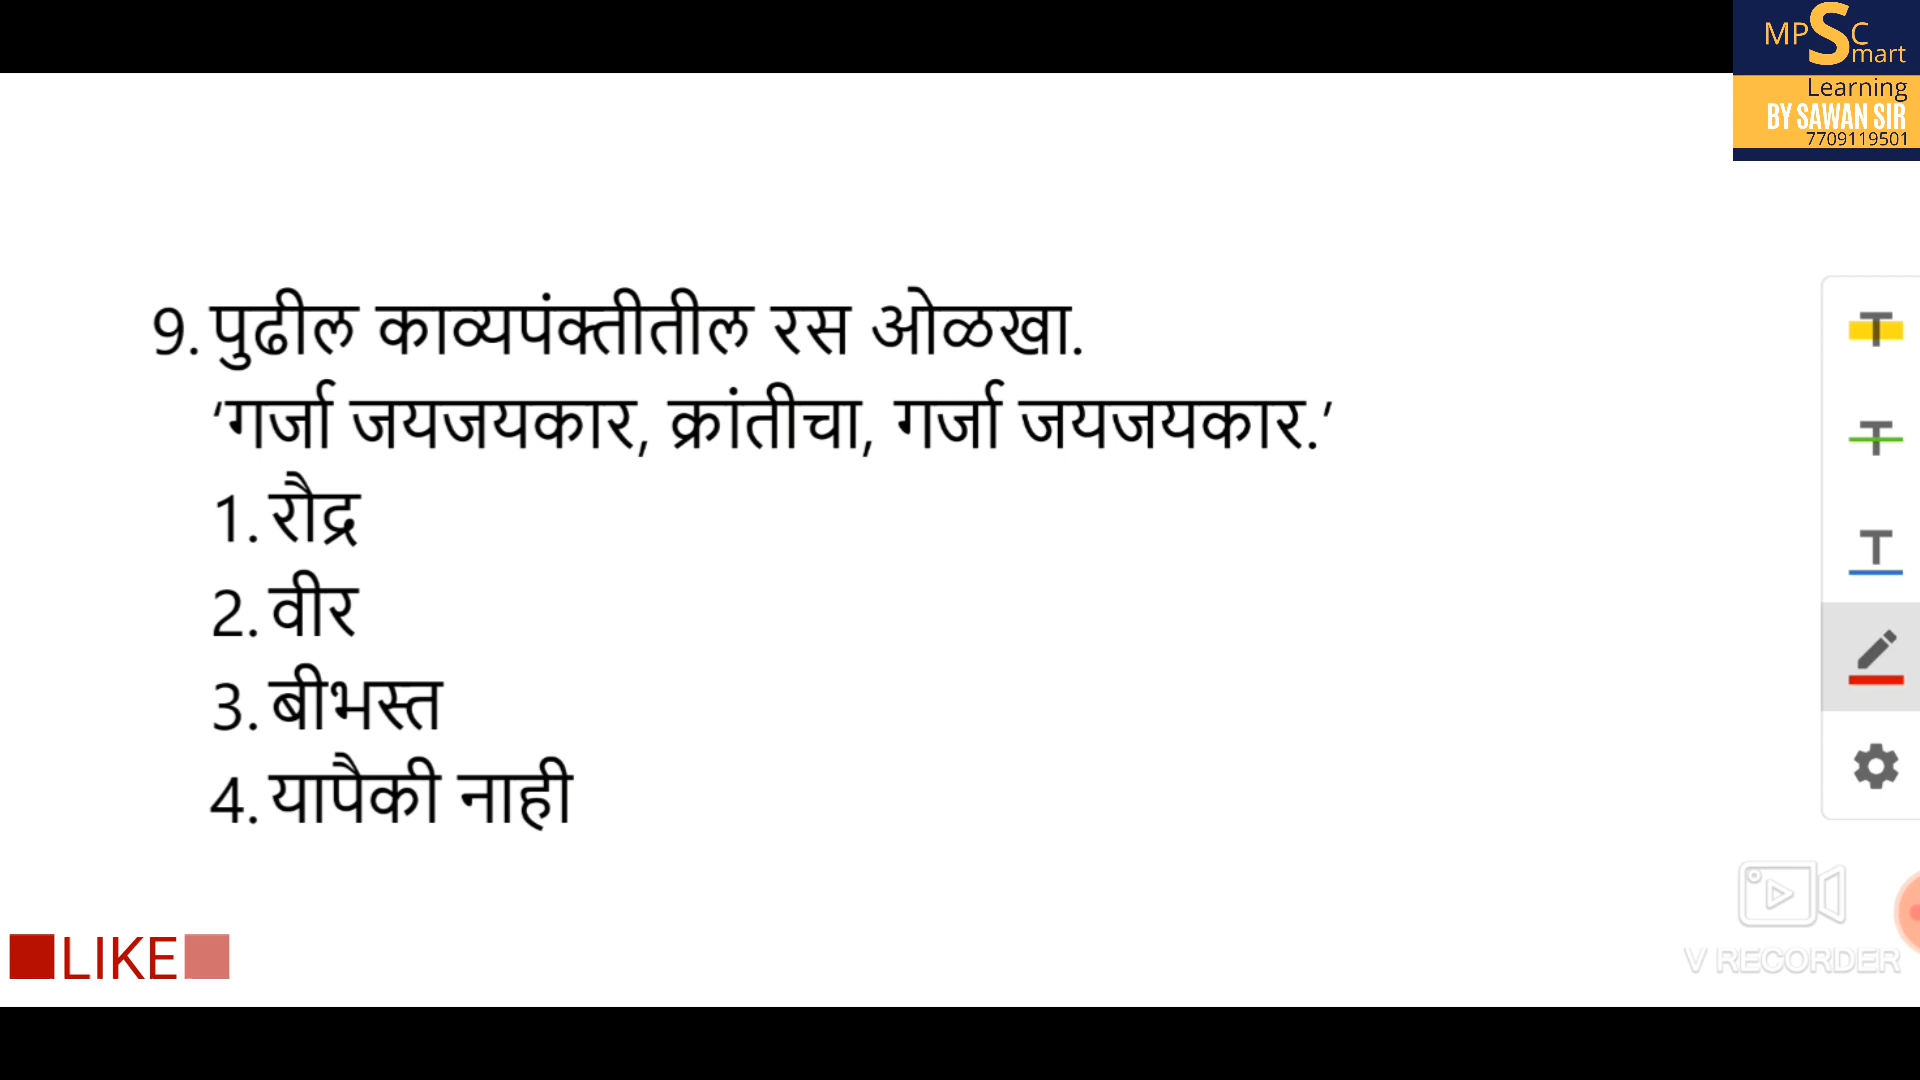 MPSC
mart
Learning
BY SAWAN SIR
7709119501
9. पुढील काव्यपंक्तीतील रस ओळखा.
‘गर्जा जयजयकार, क्रांतीचा, गर्जा जयजयकार.’
1. रौद्र
2. वीर
3. बीभस्त
4. यापैकी नाही
LIKE
V RECORDER